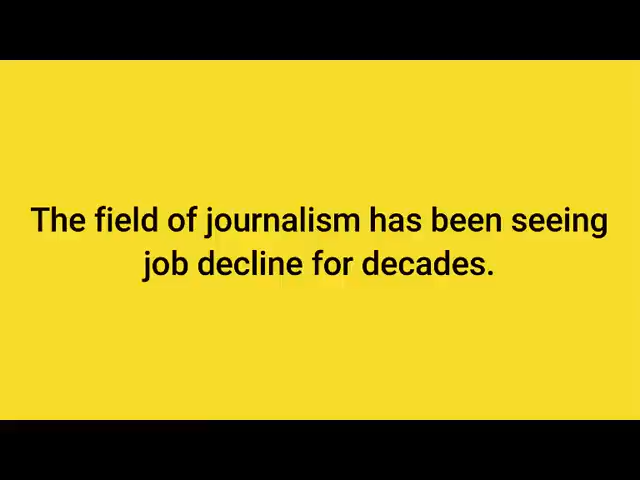 The field of journalism has been seeing
job decline for decades.